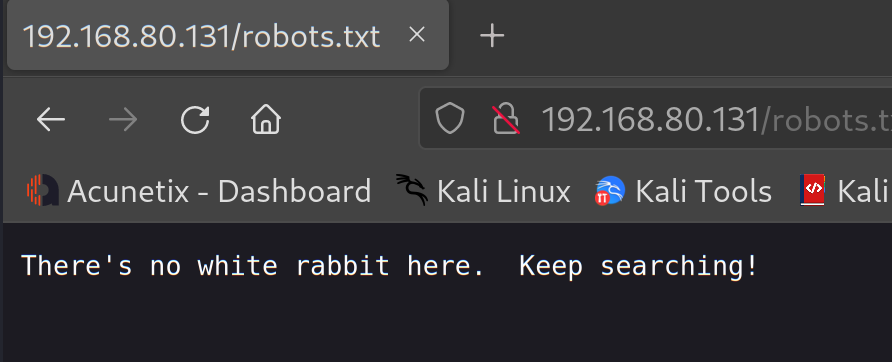 192.168.80.131/robots.txt
192.168.80.131/robots.t
Acunetix - Dashboard Kali Linux Kali Tools Kali
There's no white rabbit here.  Keep searching!